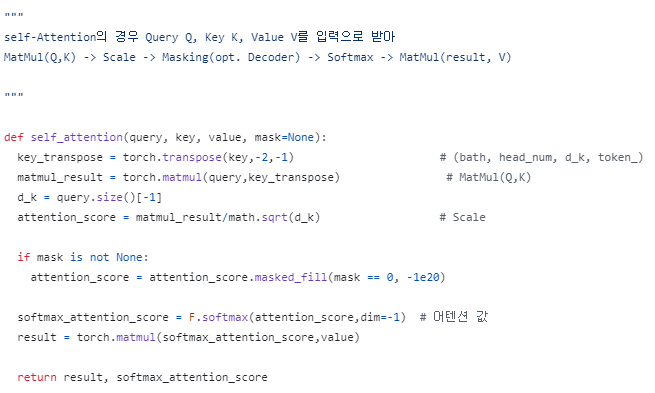 """
self-Attention의 경우 Query Q, Key K, Value V를 입력으로 받아
MatMul(Q,K) -> Scale -> Masking(opt. Decoder) -> Softmax -> MatMul(result, V)
"""
def self_attention(query, key, value, mask=None):
  key_transpose = torch.transpose(key,-2,-1)                      # (bath, head_num, d_k, token_)
  matmul_result = torch.matmul(query,key_transpose)                # MatMul(Q,K)
  d_k = query.size()[-1]
  attention_score = matmul_result/math.sqrt(d_k)                  # Scale
  if mask is not None:
    attention_score = attention_score.masked_fill(mask == 0, -1e20)
  softmax_attention_score = F.softmax(attention_score,dim=-1)  # 어텐션 값
  result = torch.matmul(softmax_attention_score,value)
  return result, softmax_attention_score